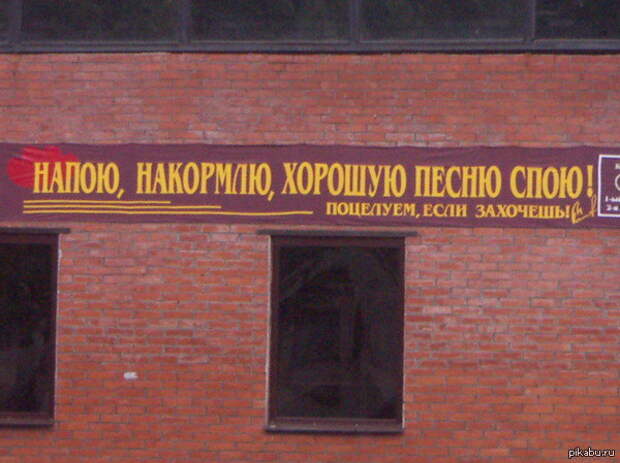 НАПОЮ, НАКОРМЛЮ, ХОРОШУЮ ПЕСНЮ СПОЮ!
ПОЦЕЛУЕМ, ЕСЛИ ЗАХОЧЕШЬ!
pikabu.ru